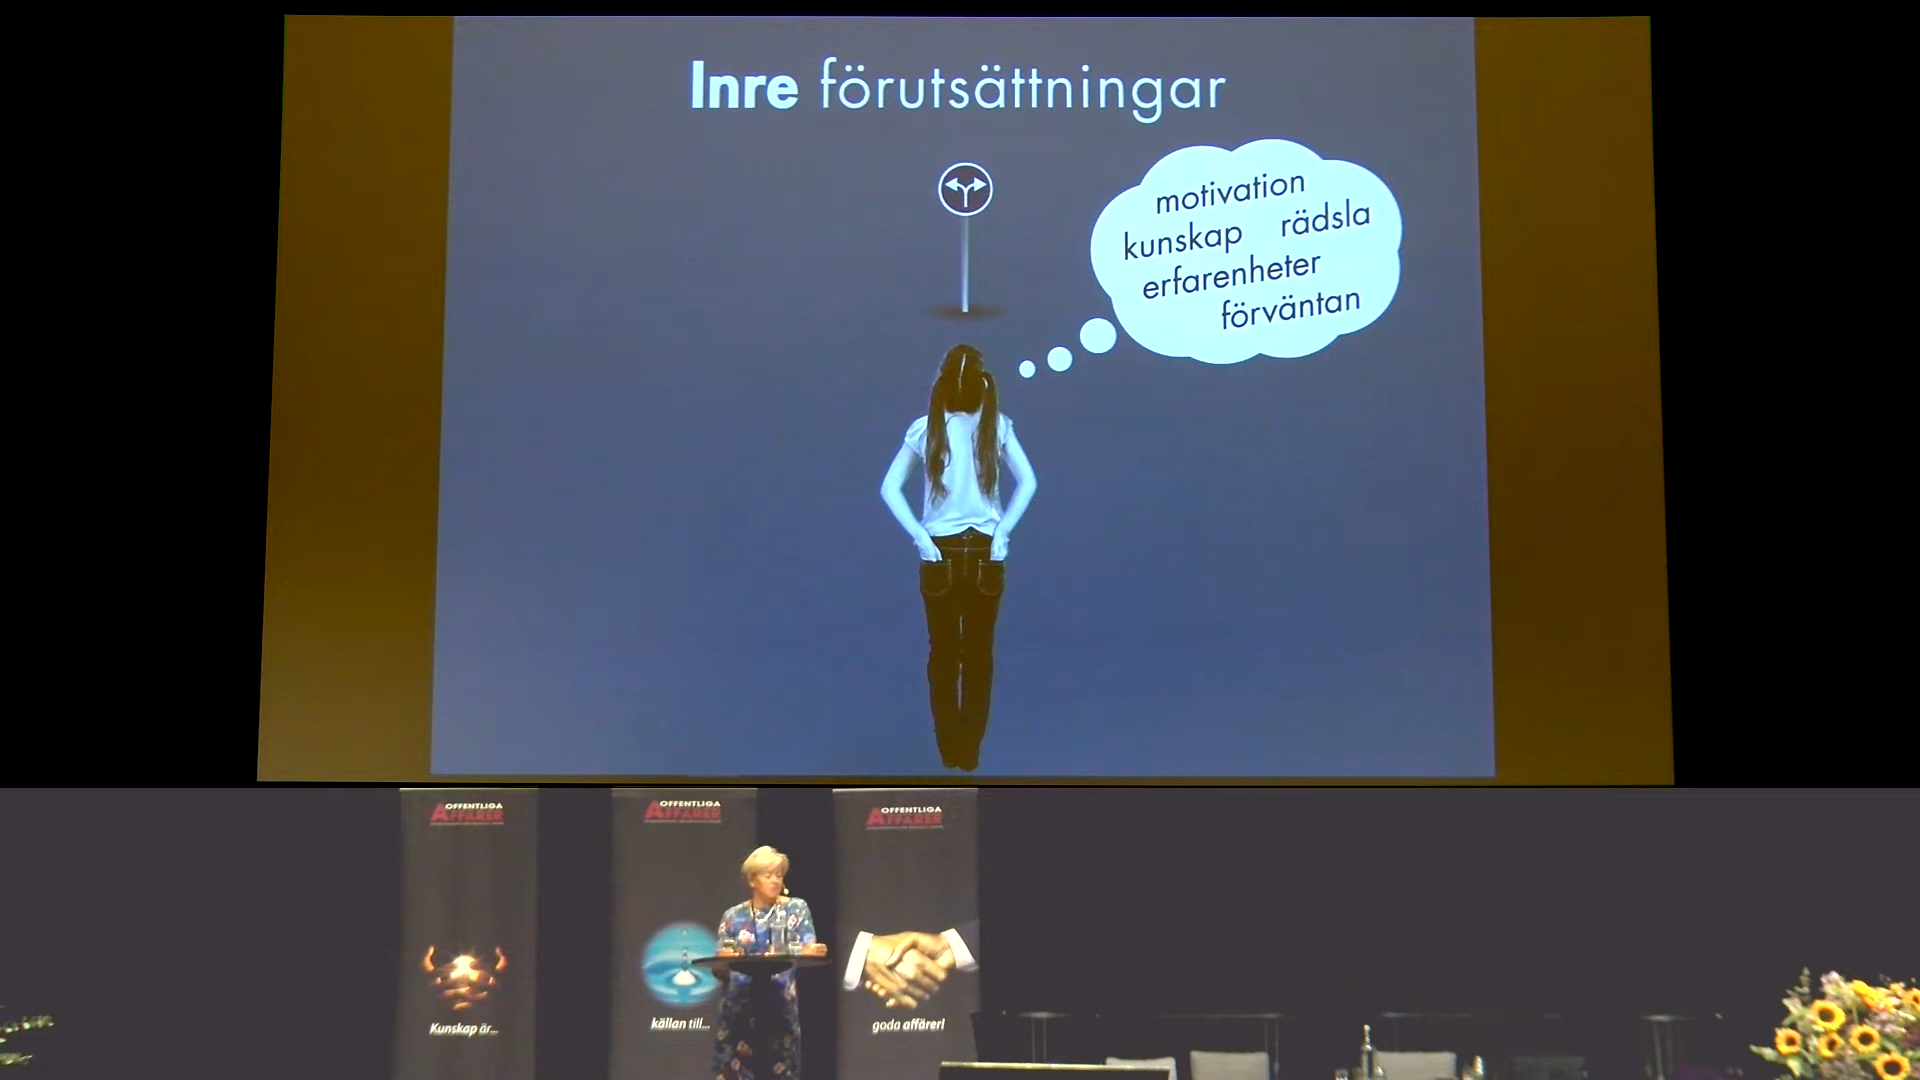 Inre förutsättningar
motivation
kunskap rädsla
erfarenheter
förväntan
OFFENTLIGA
AFFÄRER
OFFENTLIGA
AFFÄRER
OFFENTLIGA
AFFÄRER
Kunskap är...
källan till...
goda affärer!